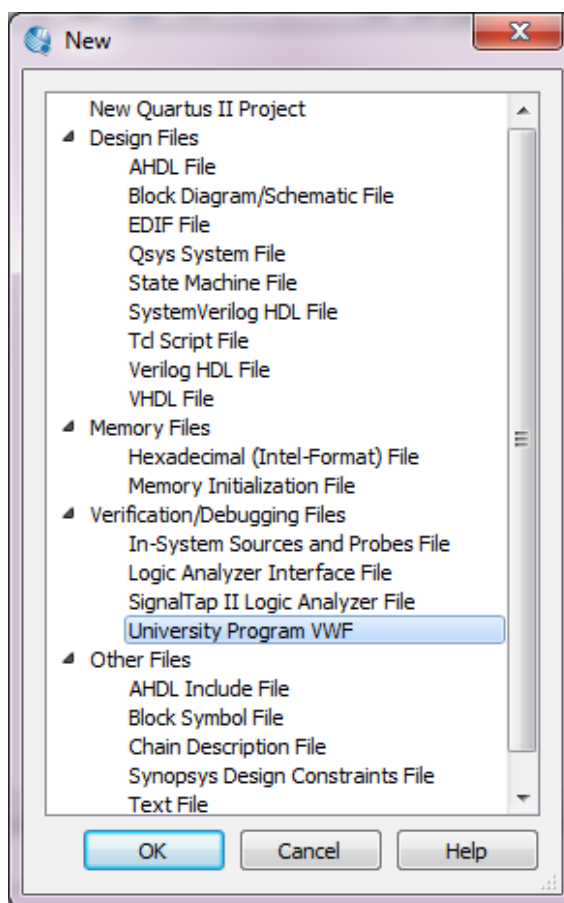 New
New Quartus II Project
Design Files
AHDL File
Block Diagram/Schematic File
EDIF File
Qsys System File
State Machine File
SystemVerilog HDL File
Tcl Script File
Verilog HDL File
VHDL File
Memory Files
Hexadecimal (Intel-Format) File
Memory Initialization File
Verification/Debugging Files
In-System Sources and Probes File
Logic Analyzer Interface File
SignalTap II Logic Analyzer File
University Program VWF
Other Files
AHDL Include File
Block Symbol File
Chain Description File
Synopsys Design Constraints File
Text File
OK Cancel Help